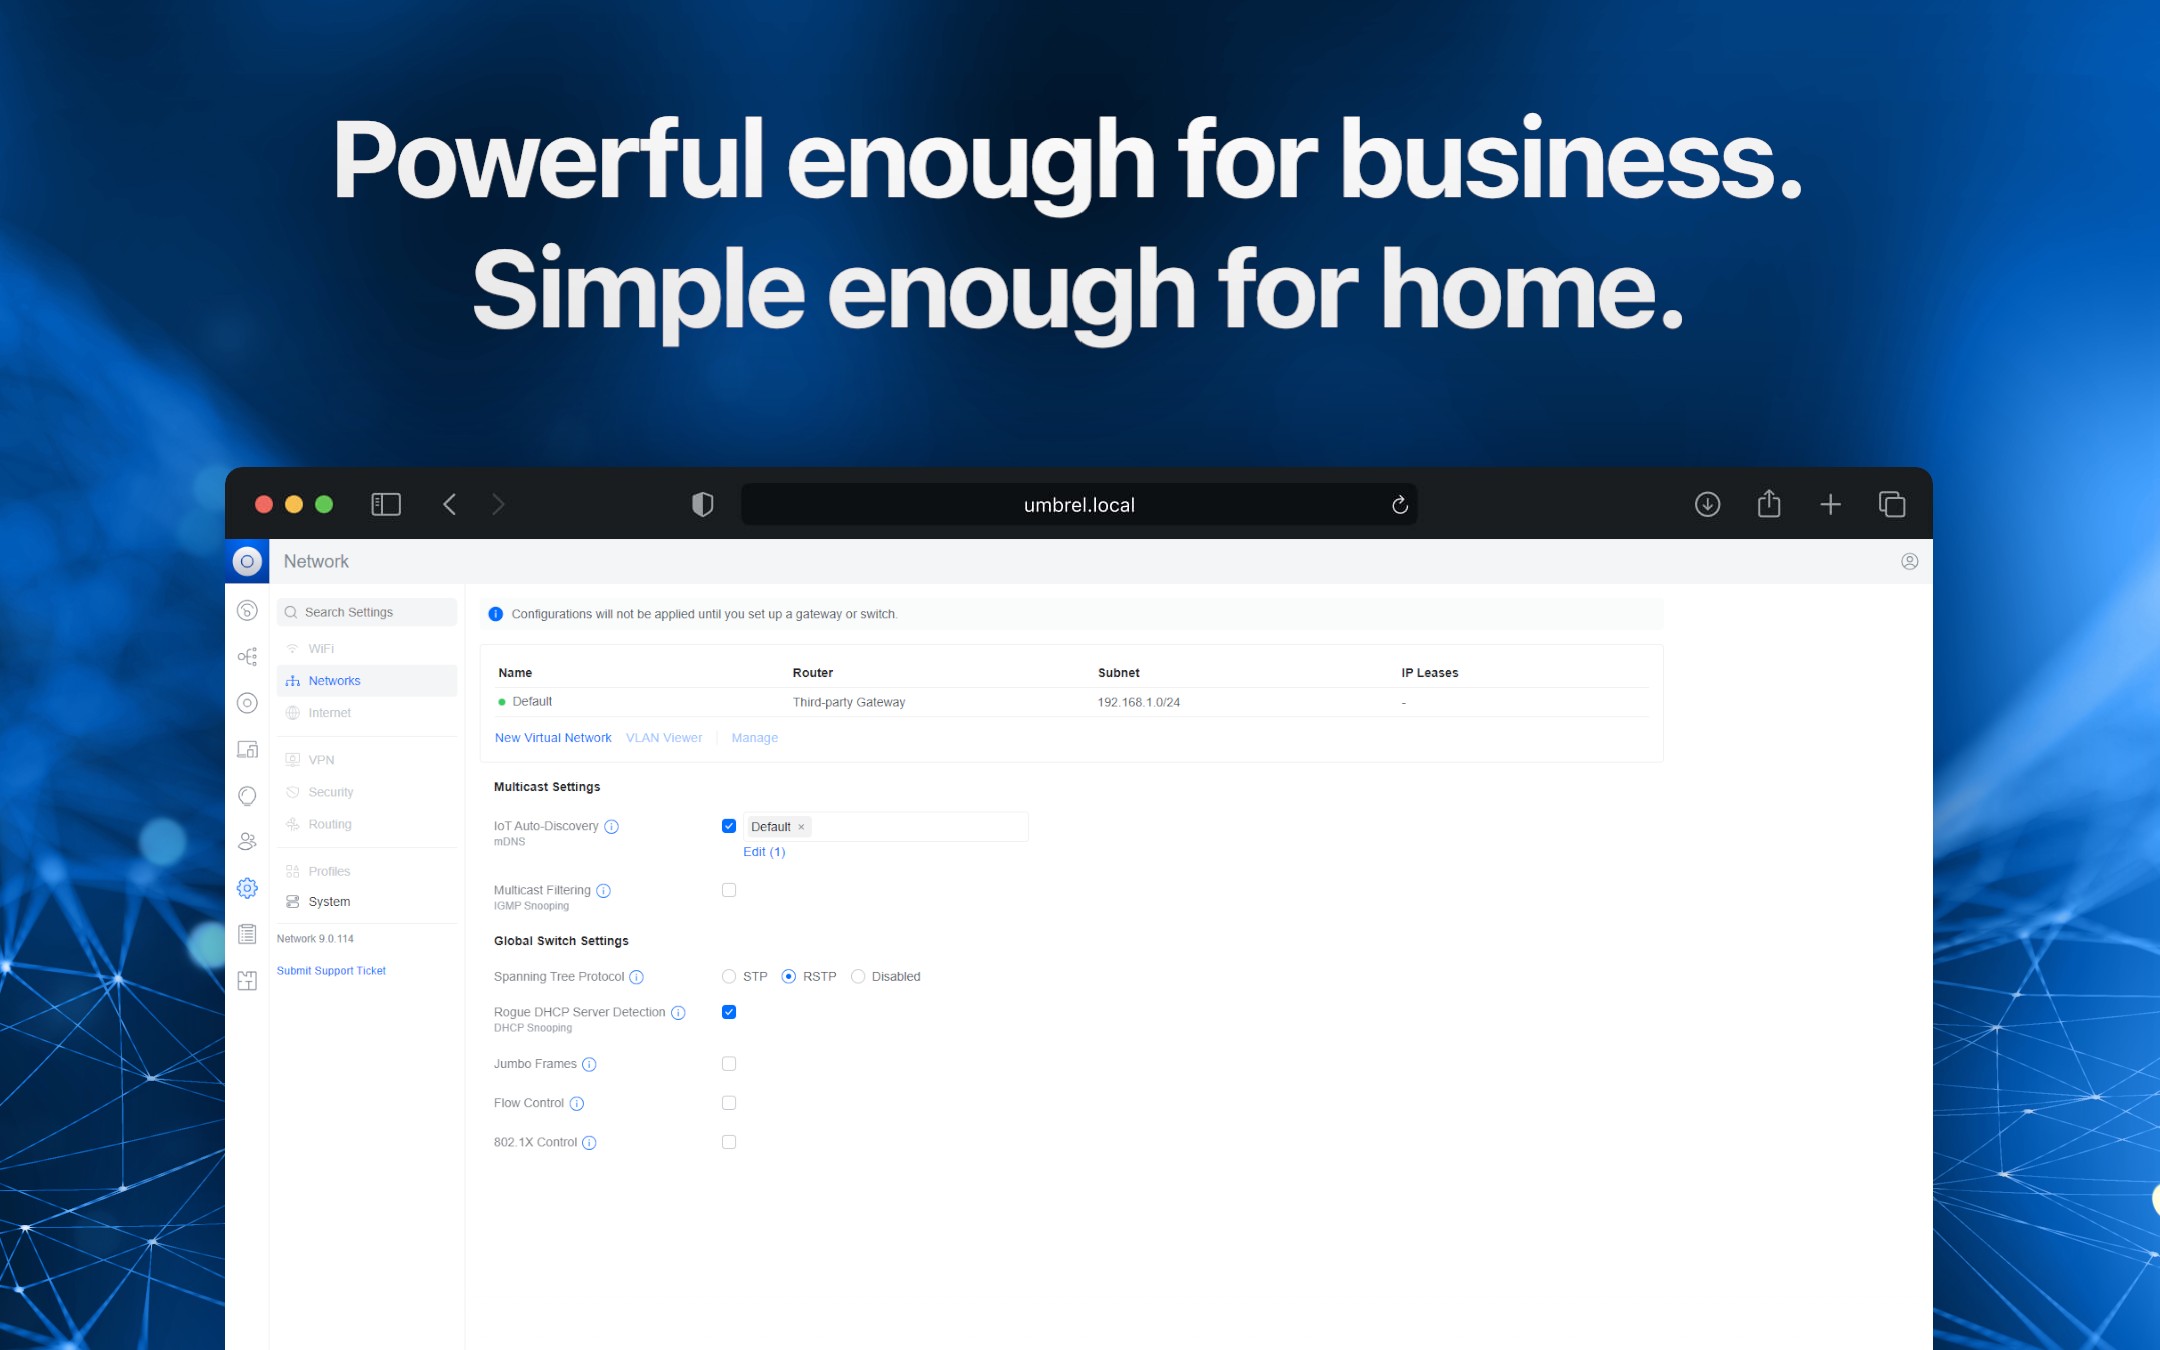 Powerful enough for business.
Simple enough for home.
umbrel.local
Network
Search Settings
WiFi
Networks
Internet
VPN
Security
Routing
Profiles
System
Network 9.0.114
Submit Support Ticket
Configurations will not be applied until you set up a gateway or switch.
Name Router Subnet IP Leases
Default Third-party Gateway 192.168.1.0/24 -
New Virtual Network VLAN Viewer Manage
Multicast Settings
IoT Auto-Discovery Default ×
mDNS
Edit (1)
Multicast Filtering
IGMP Snooping
Global Switch Settings
Spanning Tree Protocol STP RSTP Disabled
Rogue DHCP Server Detection
DHCP Snooping
Jumbo Frames
Flow Control
802.1X Control